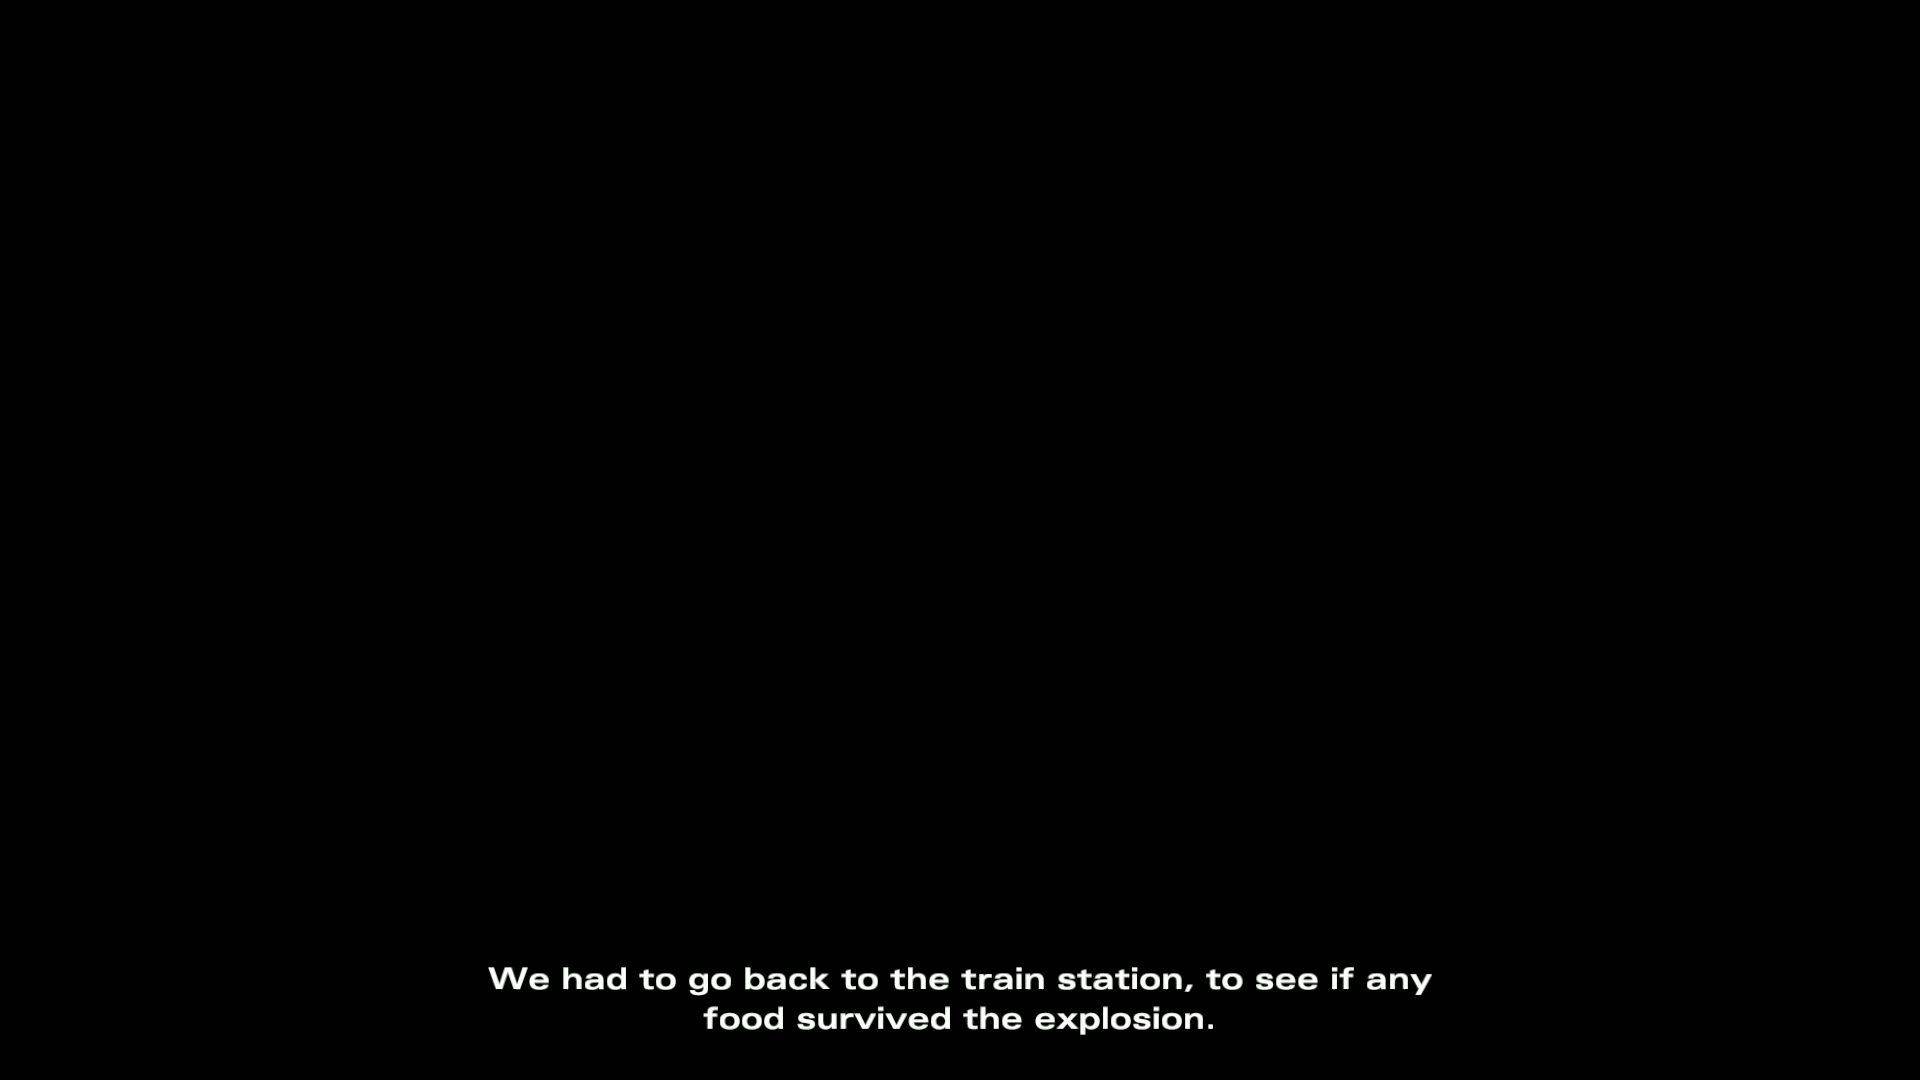 We had to go back to the train station, to see if any
food survived the explosion.